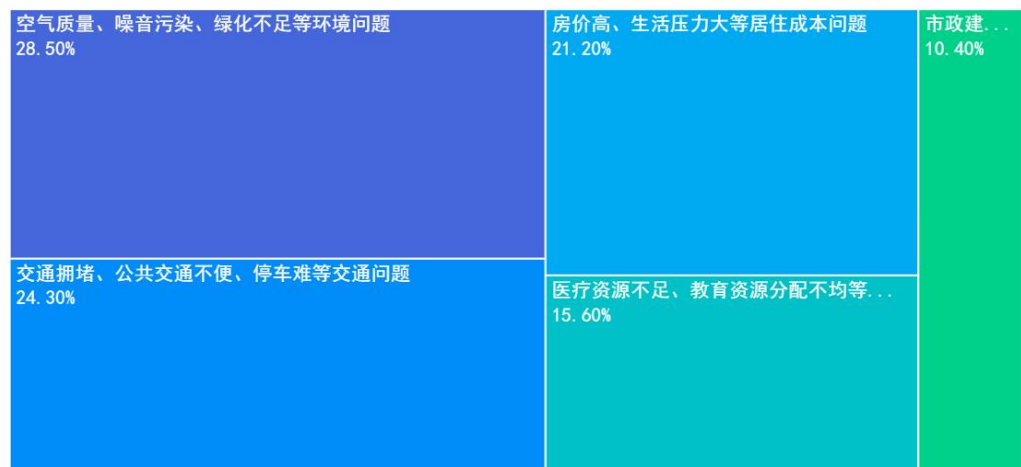 空气质量、噪音污染、绿化不足等环境问题
28.50%
交通拥堵、公共交通不便、停车难等交通问题
24.30%
房价高、生活压力大等居住成本问题
21.20%
医疗资源不足、教育资源分配不均等...
15.60%
市政建...
10.40%